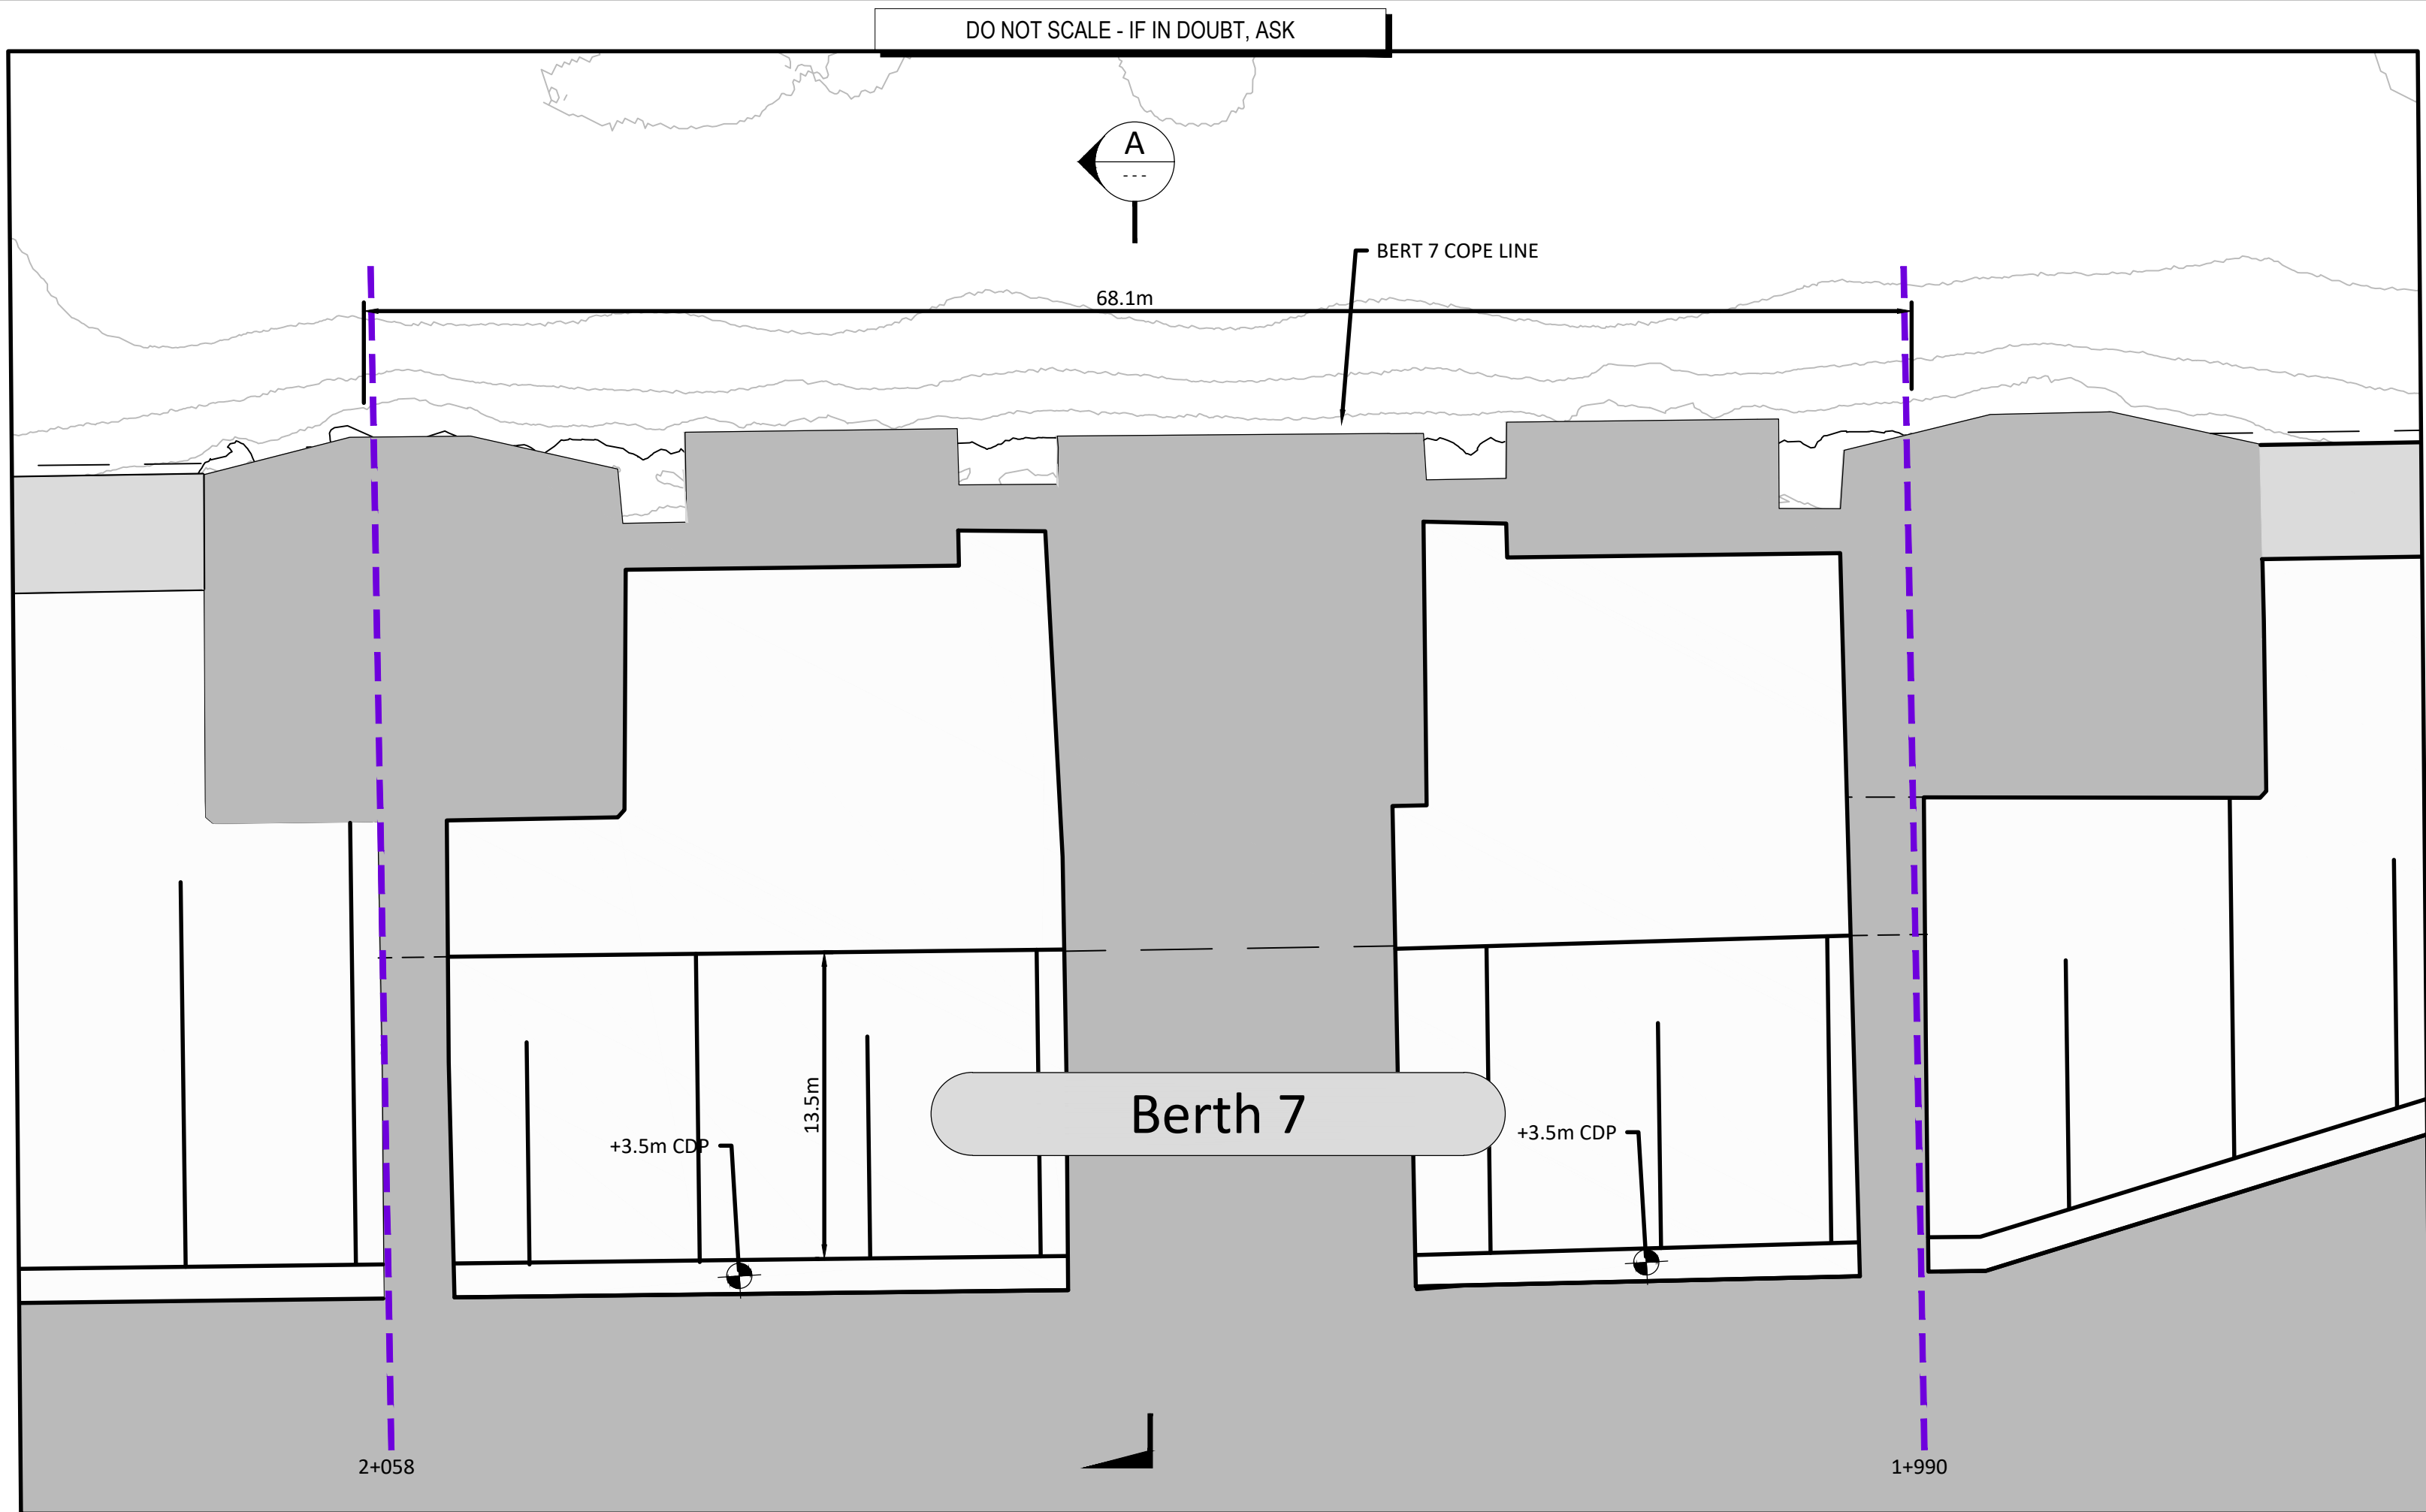 DO NOT SCALE - IF IN DOUBT, ASK
A
---
BERT 7 COPE LINE
68.1m
13.5m
Berth 7
+3.5m CDP
+3.5m CDP
2+058
1+990